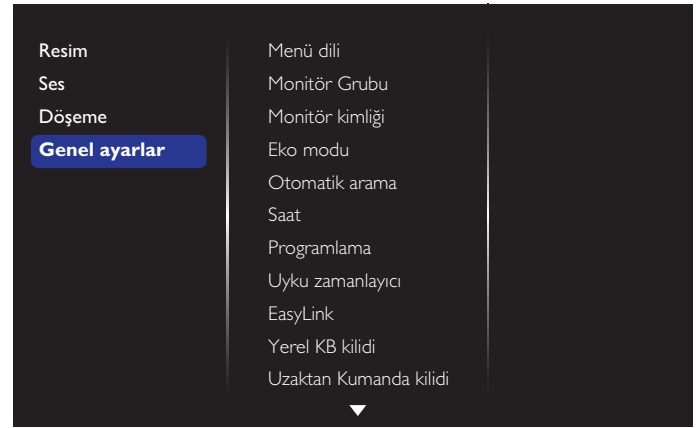 Resim
Ses
Döşeme
Genel ayarlar
Menü dili
Monitör Grubu
Monitör kimliği
Eko modu
Otomatik arama
Saat
Programlama
Uyku zamanlayıcı
EasyLink
Yerel KB kilidi
Uzaktan Kumanda kilidi